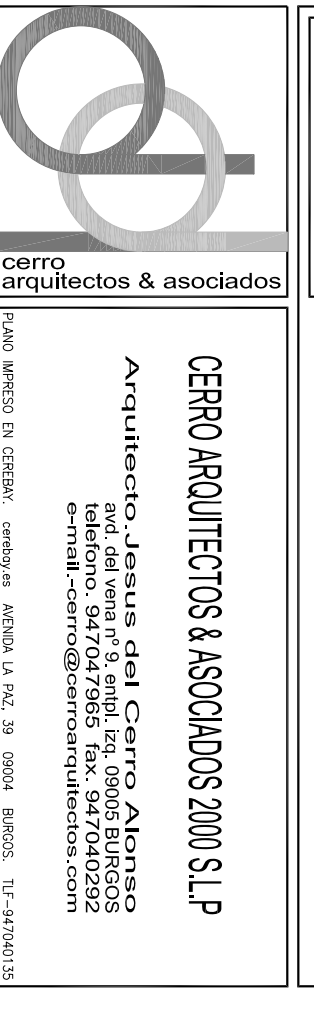 cerro
arquitectos & asociados
CERRO ARQUITECTOS & ASOCIADOS 2000 S.L.P
Arquitecto.Jesus del Cerro Alonso
avd. del vena nº 9. entpl. izq. 09005 BURGOS
telefono. 947047965 fax. 947040292
e-mail.-cerro@cerroarquitectos.com
PLANO IMPRESO EN CEREBAY. cerebay.es AVENIDA LA PAZ, 39 09004 BURGOS. TLF-947040135